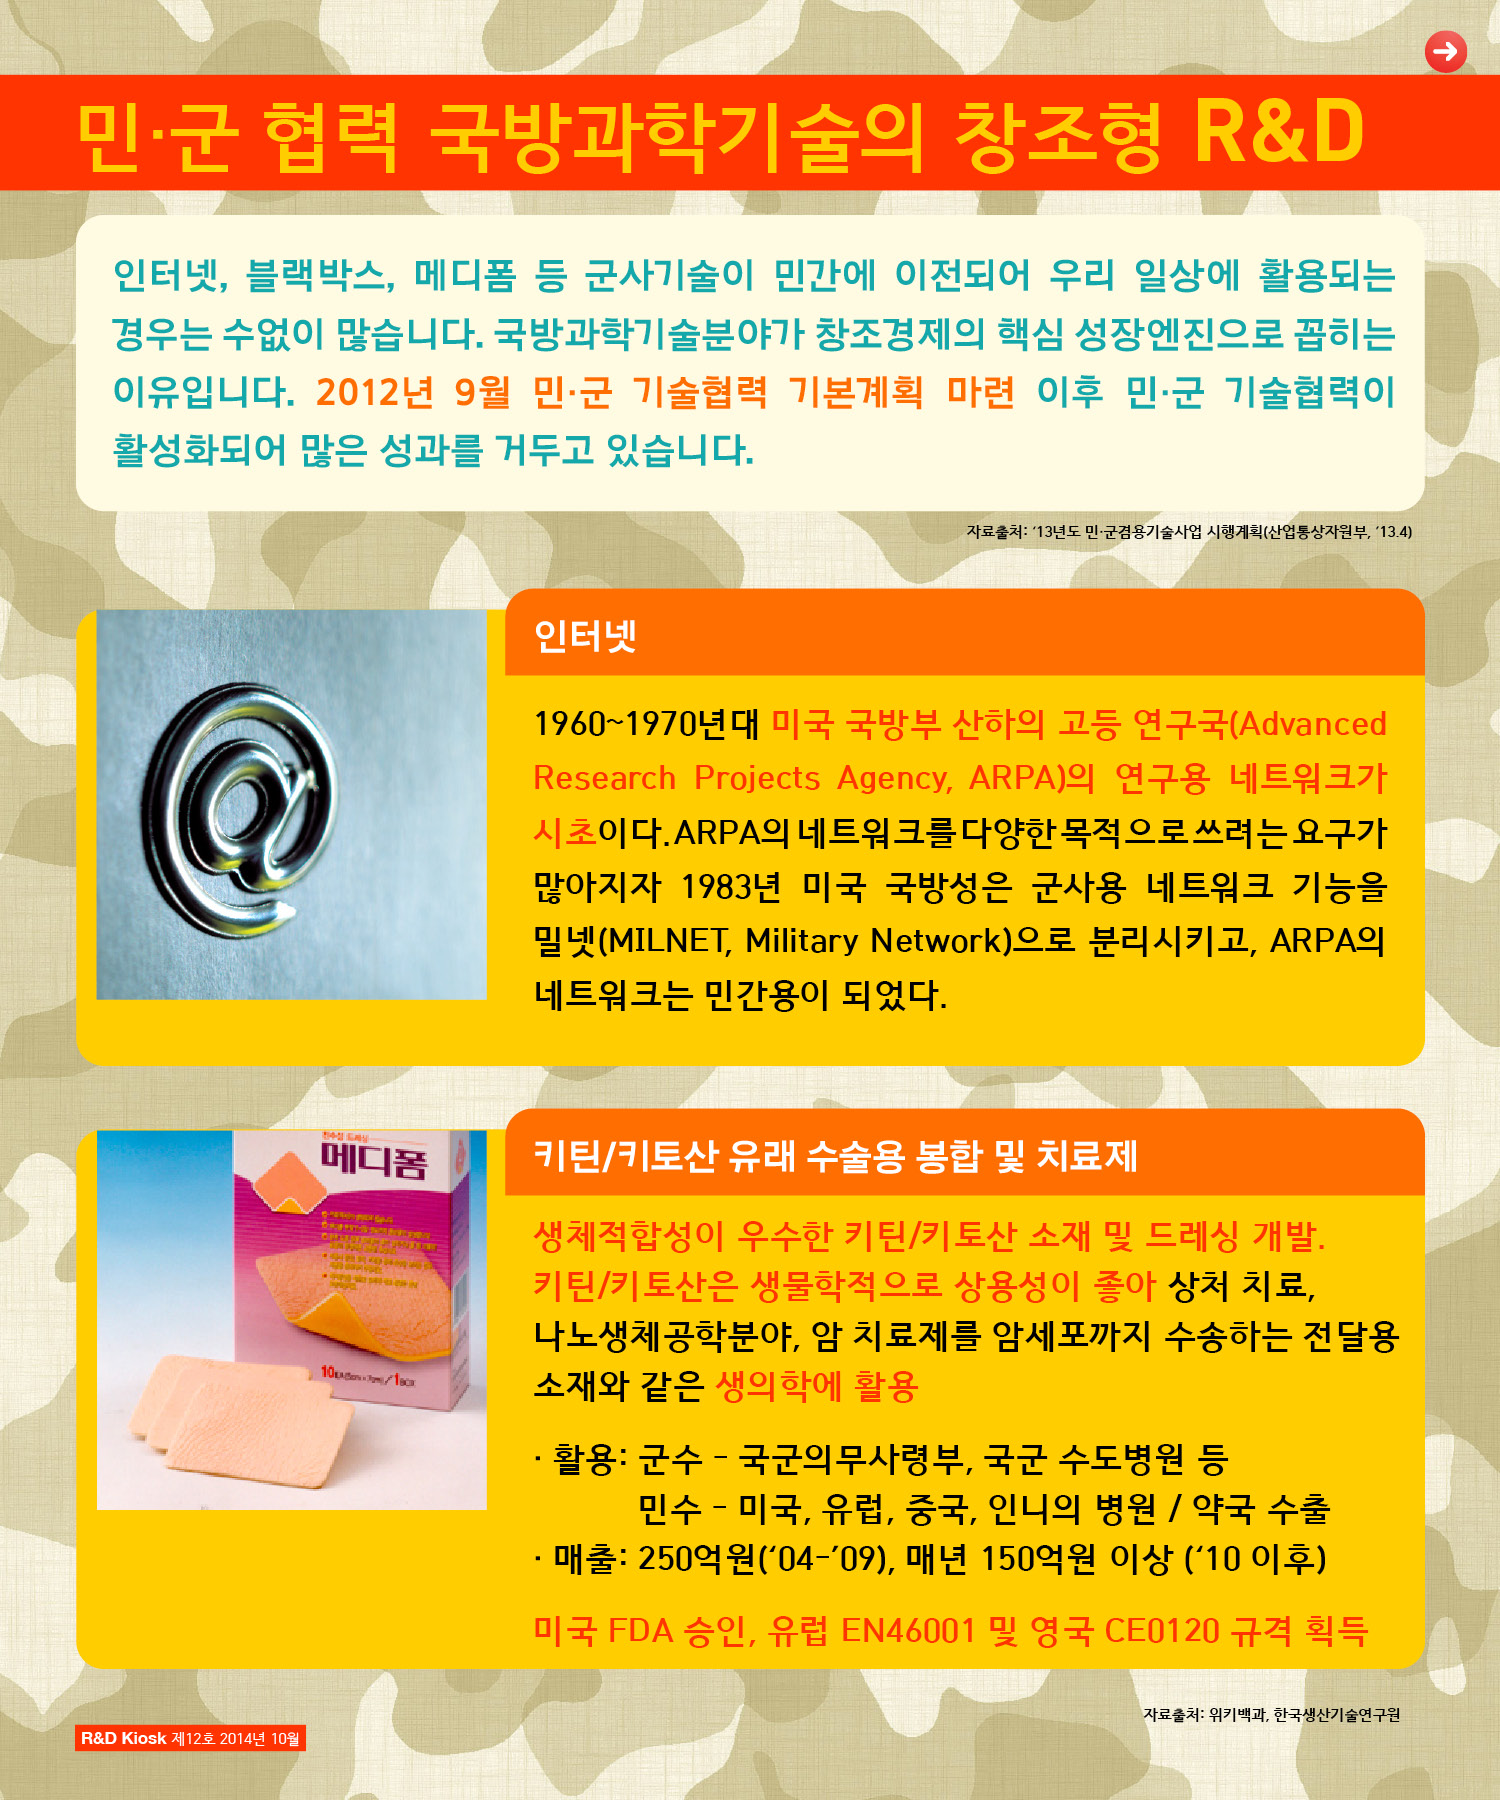 민·군 협력 국방과학기술의 창조형 R&D
인터넷, 블랙박스, 메디폼 등 군사기술이 민간에 이전되어 우리 일상에 활용되는
경우는 수없이 많습니다. 국방과학기술분야가 창조경제의 핵심 성장엔진으로 꼽히는
이유입니다. 2012년 9월 민·군 기술협력 기본계획 마련 이후 민·군 기술협력이
활성화되어 많은 성과를 거두고 있습니다.
자료출처: ‘13년도 민·군겸용기술사업 시행계획(산업통상자원부, ‘13.4)
인터넷
1960~1970년대 미국 국방부 산하의 고등 연구국(Advanced
Research Projects Agency, ARPA)의 연구용 네트워크가
시초이다. ARPA의 네트워크를 다양한 목적으로 쓰려는 요구가
많아지자 1983년 미국 국방성은 군사용 네트워크 기능을
밀넷(MILNET, Military Network)으로 분리시키고, ARPA의
네트워크는 민간용이 되었다.
메디폼
10EA(5cm × 7cm)/1BOX
키틴/키토산 유래 수술용 봉합 및 치료제
생체적합성이 우수한 키틴/키토산 소재 및 드레싱 개발.
키틴/키토산은 생물학적으로 상용성이 좋아 상처 치료,
나노생체공학분야, 암 치료제를 암세포까지 수송하는 전달용
소재와 같은 생의학에 활용
· 활용: 군수 - 국군의무사령부, 국군 수도병원 등
민수 - 미국, 유럽, 중국, 인니의 병원 / 약국 수출
· 매출: 250억원(‘04-’09), 매년 150억원 이상 (‘10 이후)
미국 FDA 승인, 유럽 EN46001 및 영국 CE0120 규격 획득
자료출처: 위키백과, 한국생산기술연구원
R&D Kiosk 제12호 2014년 10월